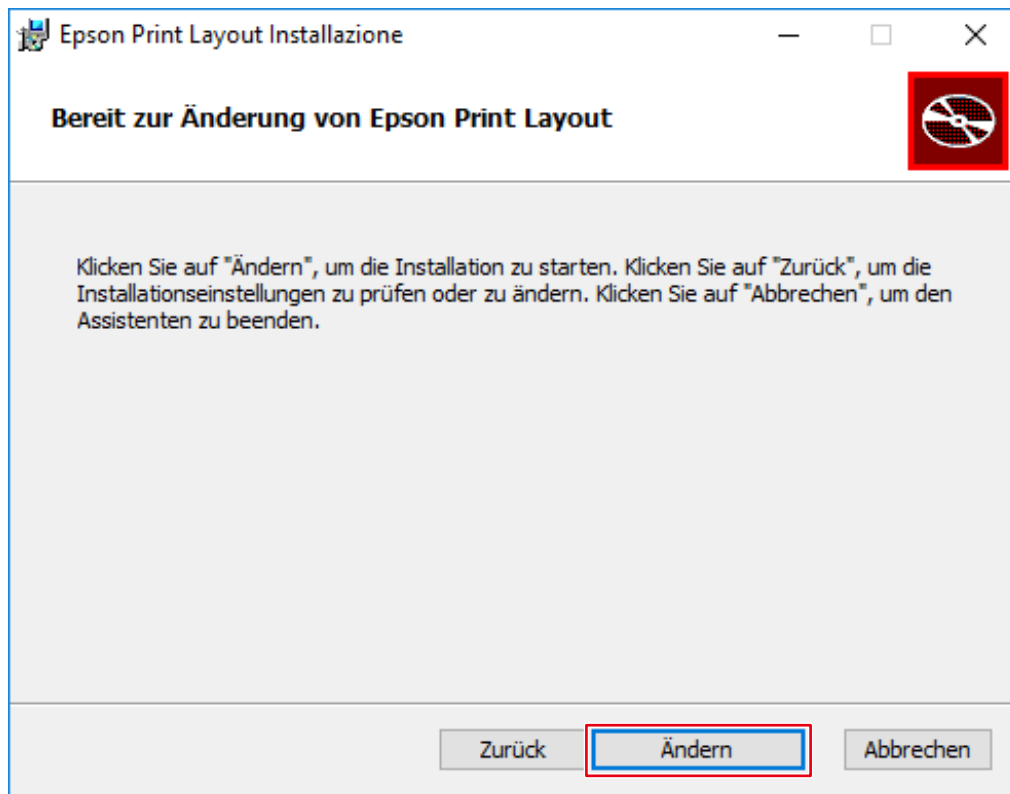 Epson Print Layout Installazione
Bereit zur Änderung von Epson Print Layout
Klicken Sie auf "Ändern", um die Installation zu starten. Klicken Sie auf "Zurück", um die
Installationseinstellungen zu prüfen oder zu ändern. Klicken Sie auf "Abbrechen", um den
Assistenten zu beenden.
Zurück Ändern Abbrechen